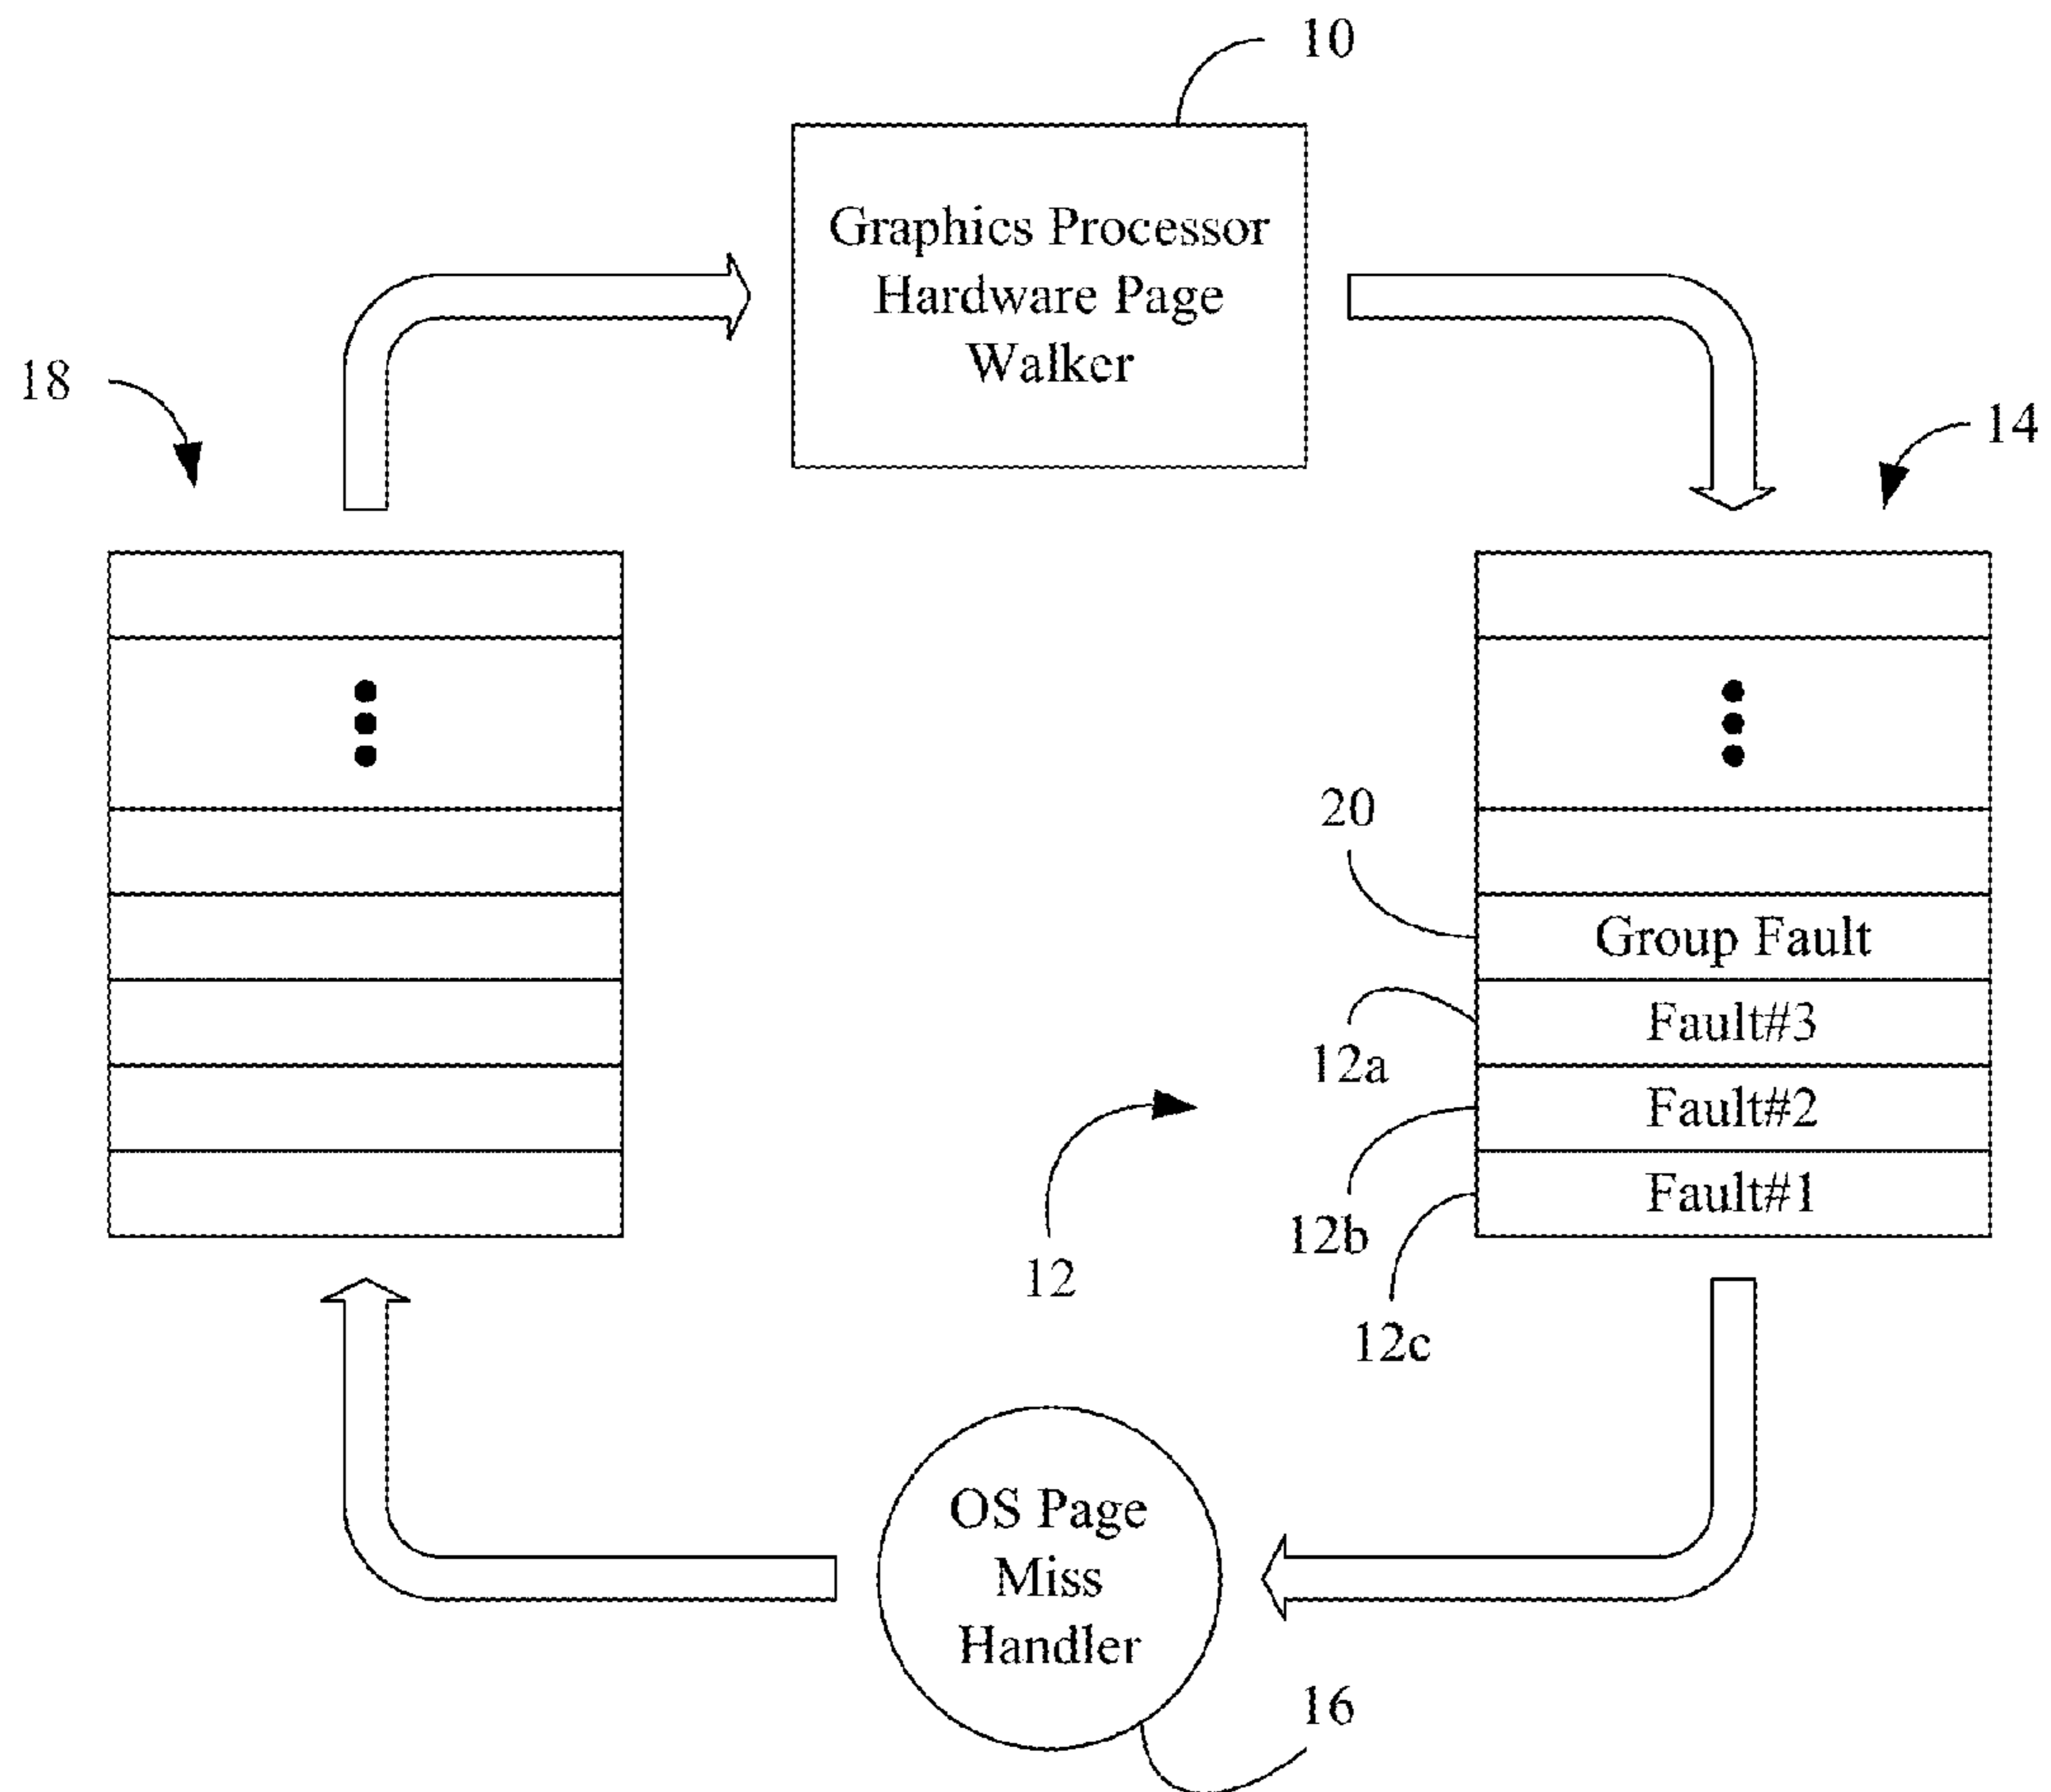 10
Graphics Processor
Hardware Page
Walker
18
14
20
Group Fault
Fault#3
12a
Fault#2
12b
Fault#1
12
12c
OS Page
Miss
Handler
16